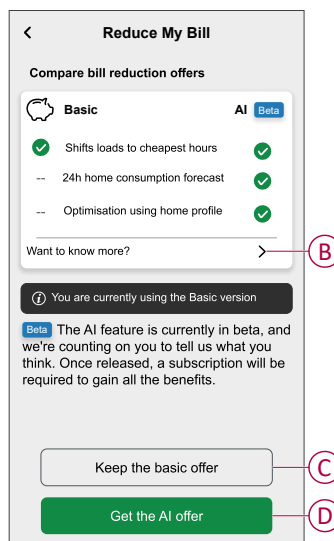 Reduce My Bill
Compare bill reduction offers
Basic AI Beta
Shifts loads to cheapest hours
-- 24h home consumption forecast
-- Optimisation using home profile
Want to know more?
B
You are currently using the Basic version
Beta The AI feature is currently in beta, and
we're counting on you to tell us what you
think. Once released, a subscription will be
required to gain all the benefits.
Keep the basic offer
C
Get the AI offer
D